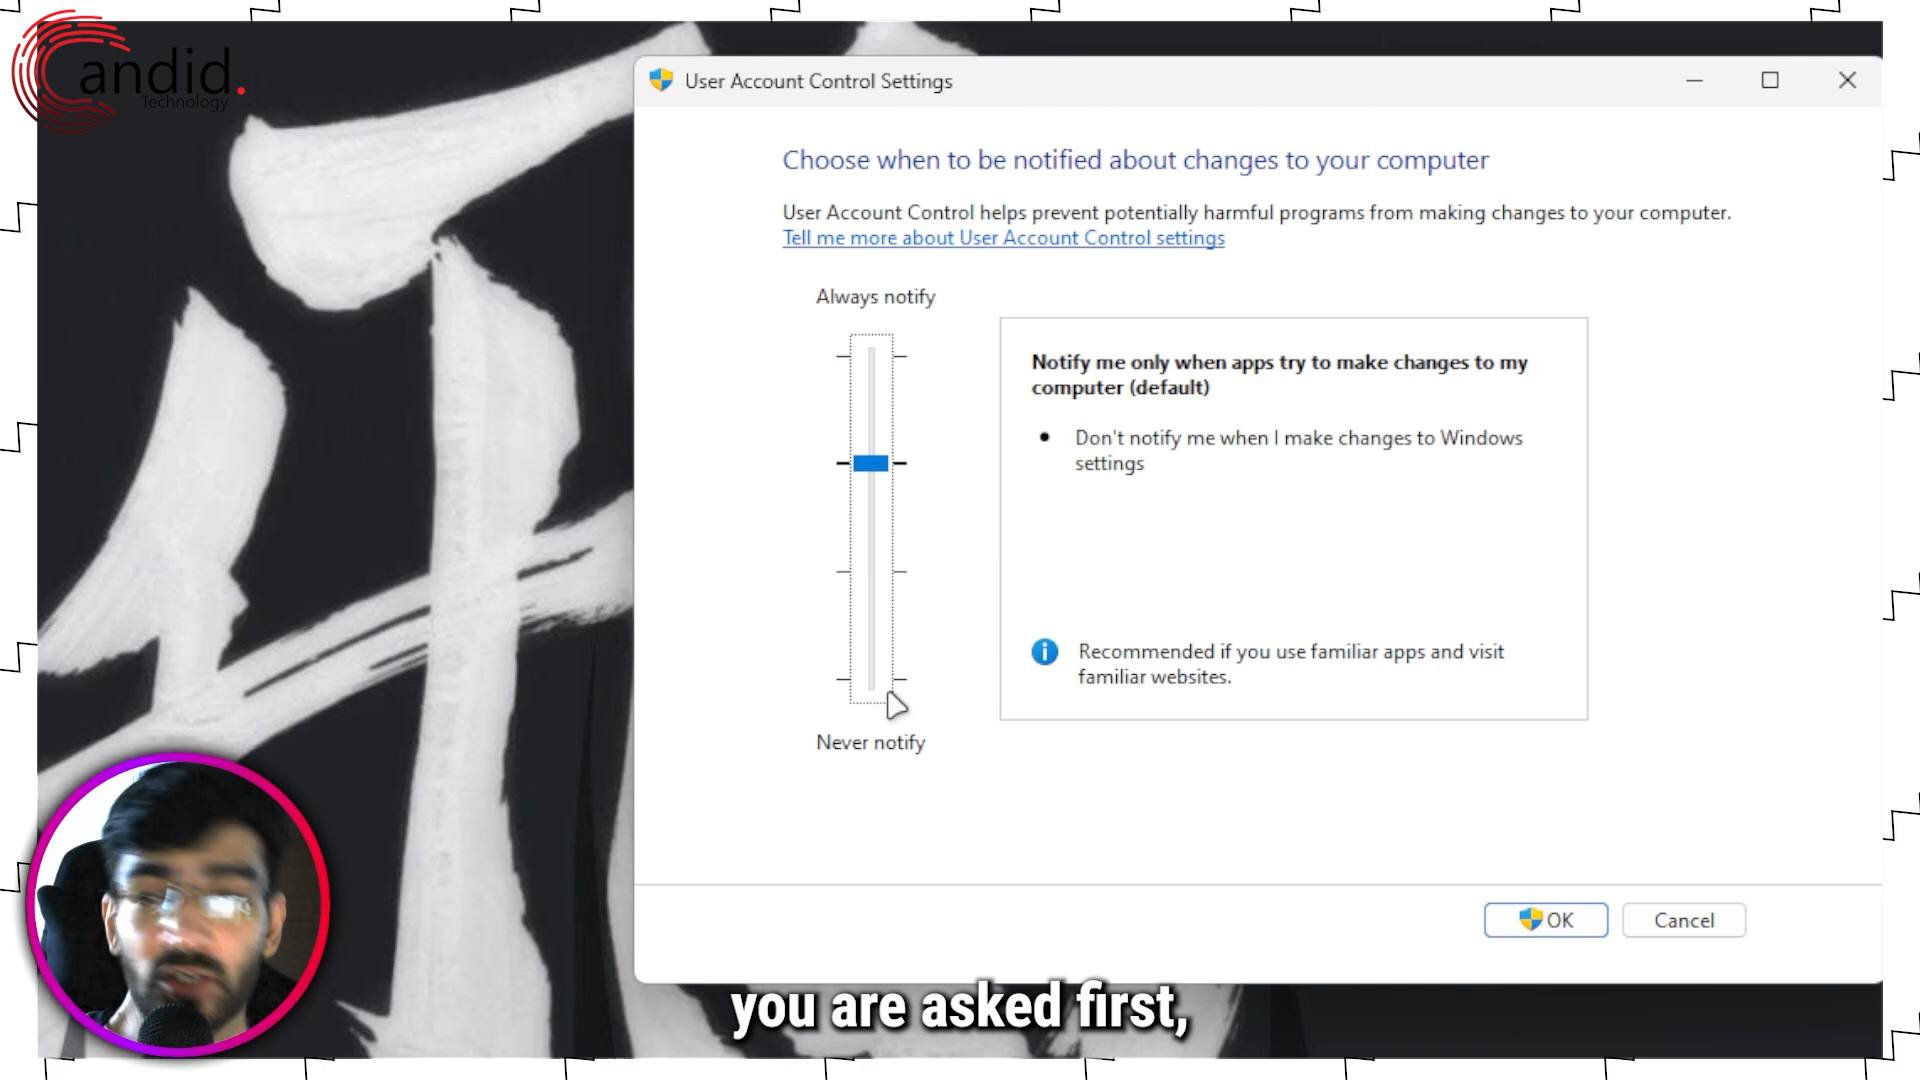 Candid.
Technology
User Account Control Settings
Choose when to be notified about changes to your computer
User Account Control helps prevent potentially harmful programs from making changes to your computer.
Tell me more about User Account Control settings
Always notify
Notify me only when apps try to make changes to my
computer (default)
Don't notify me when I make changes to Windows
settings
Recommended if you use familiar apps and visit
familiar websites.
Never notify
OK
Cancel
you are asked first,